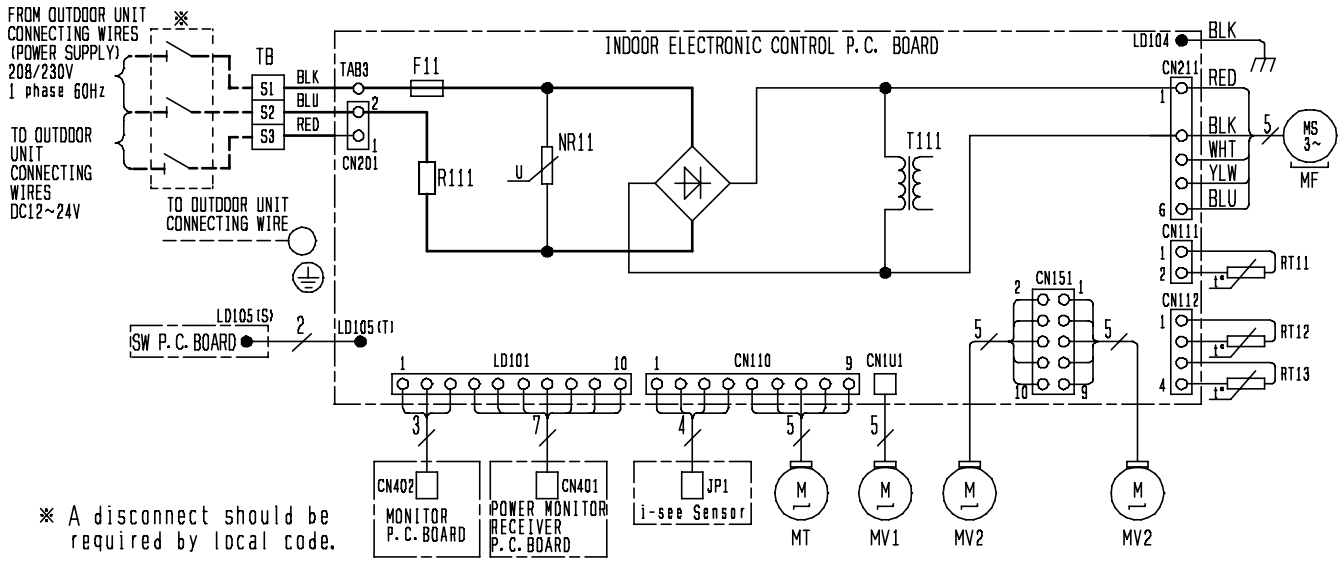 FROM OUTDOOR UNIT
CONNECTING WIRES
(POWER SUPPLY)
208/230V
1 phase 60Hz
※
TO OUTDOOR
UNIT
CONNECTING
WIRES
DC12~24V
TB
S1
S2
S3
BLK
BLU
RED
TAB3
2
1
CN201
F11
R111
NR11
U
INDOOR ELECTRONIC CONTROL P.C. BOARD
T111
LD104
BLK
CN211
1
6
RED
BLK
WHT
YLW
BLU
5
MS
3~
MF
CN111
1
2
t°
RT11
CN112
1
4
t°
RT12
t°
RT13
TO OUTDOOR UNIT
CONNECTING WIRE
LD105(S)
SW P.C.BOARD
2
LD105(T)
1 LD101 10
3
7
1 CN110 9
4
5
CN1U1
5
2 CN151 1
10 9
5
5
CN402
MONITOR
P.C.BOARD
CN401
POWER MONITOR
RECEIVER
P.C.BOARD
JP1
i-see Sensor
M
MT
M
MV1
M
MV2
M
MV2
※ A disconnect should be
required by local code.